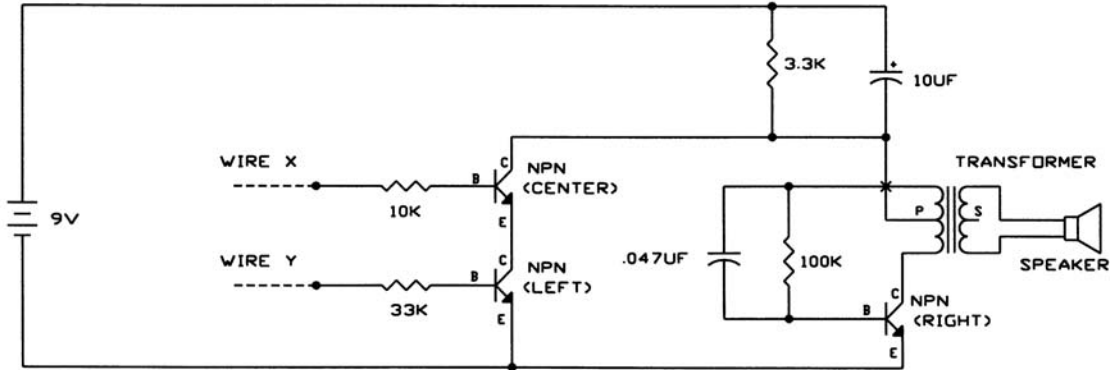 3.3K
+
10UF
WIRE X
10K
B
C
NPN
(CENTER)
E
TRANSFORMER
P
S
9V
WIRE Y
33K
B
C
NPN
(LEFT)
E
.047UF
100K
SPEAKER
B
C
NPN
(RIGHT)
E